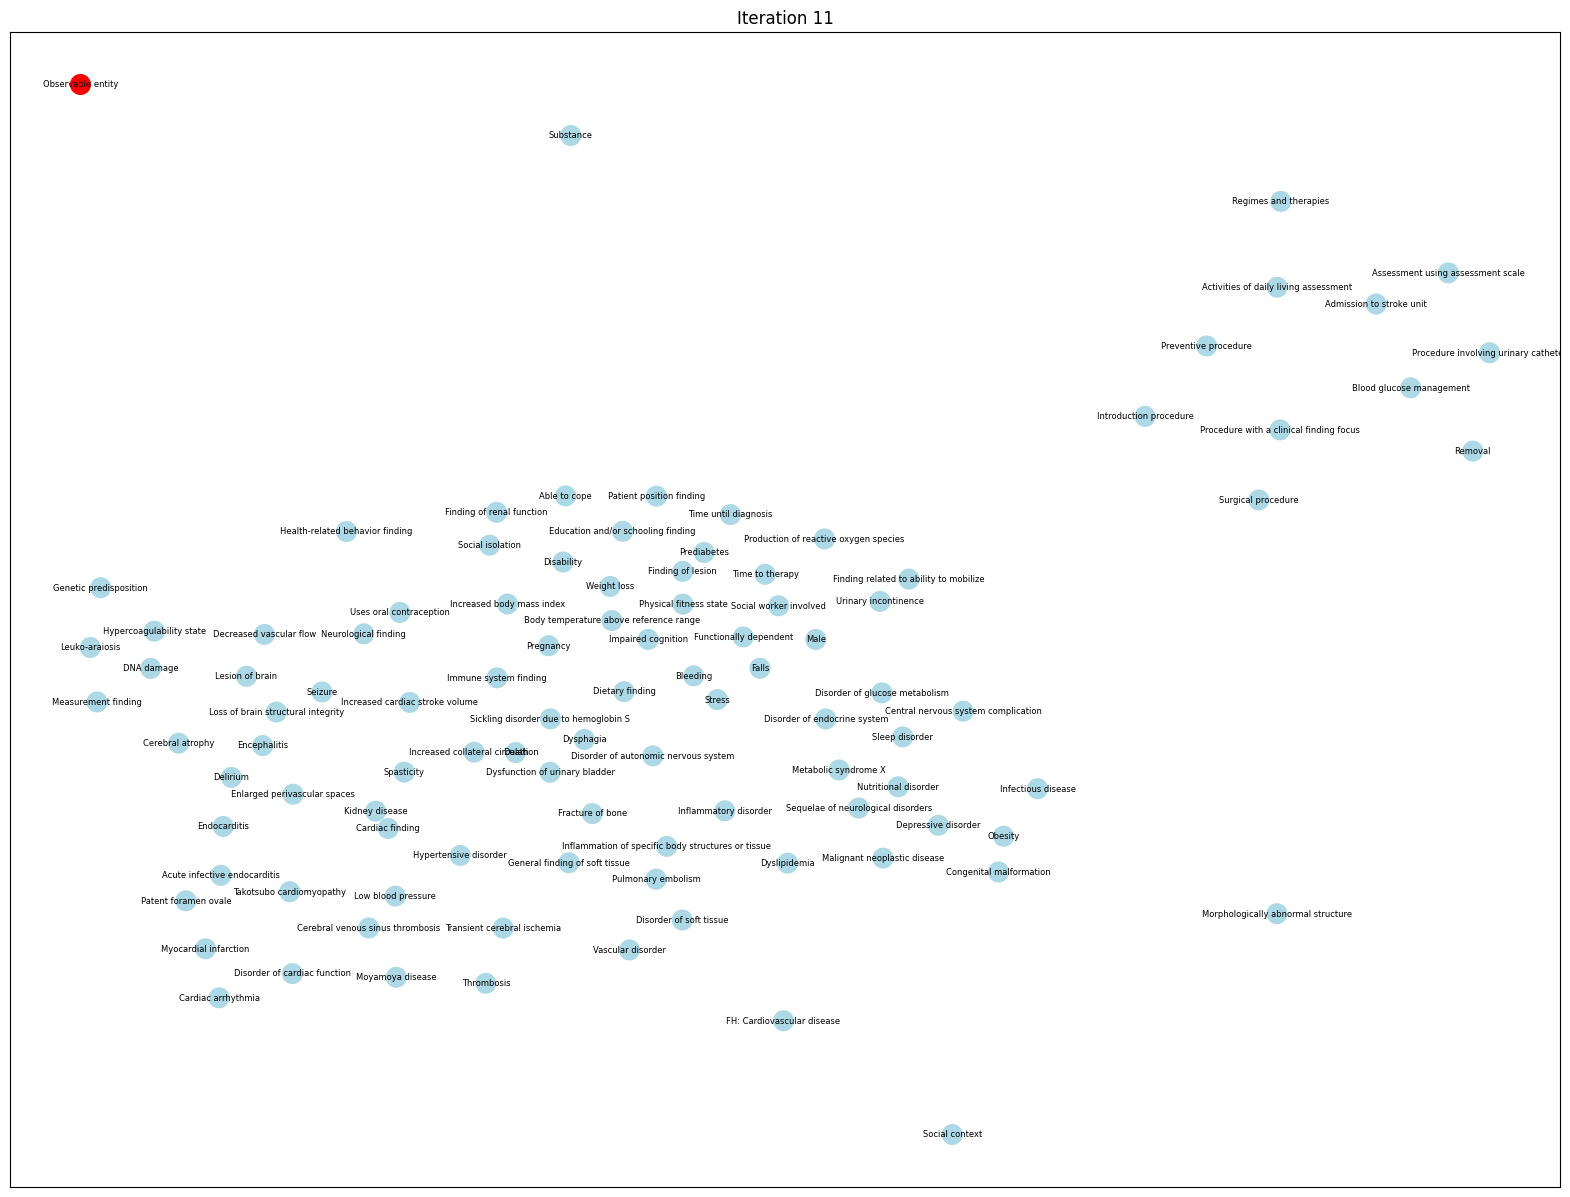 Iteration 11
Observable entity
Substance
Regimes and therapies
Assessment using assessment scale
Activities of daily living assessment
Admission to stroke unit
Preventive procedure
Procedure involving urinary cathete
Blood glucose management
Introduction procedure
Procedure with a clinical finding focus
Removal
Surgical procedure
Able to cope
Patient position finding
Finding of renal function
Time until diagnosis
Health-related behavior finding
Education and/or schooling finding
Production of reactive oxygen species
Social isolation
Prediabetes
Disability
Finding of lesion
Time to therapy
Finding related to ability to mobilize
Genetic predisposition
Weight loss
Urinary incontinence
Increased body mass index
Physical fitness state
Social worker involved
Uses oral contraception
Body temperature above reference range
Hypercoagulability state
Decreased vascular flow
Neurological finding
Impaired cognition
Functionally dependent
Male
Leuko-araiosis
Pregnancy
DNA damage
Falls
Lesion of brain
Immune system finding
Bleeding
Seizure
Dietary finding
Disorder of glucose metabolism
Measurement finding
Increased cardiac stroke volume
Stress
Loss of brain structural integrity
Central nervous system complication
Sickling disorder due to hemoglobin S
Disorder of endocrine system
Sleep disorder
Cerebral atrophy
Encephalitis
Dysphagia
Increased collateral circulation
Death
Disorder of autonomic nervous system
Delirium
Spasticity
Dysfunction of urinary bladder
Metabolic syndrome X
Nutritional disorder
Infectious disease
Enlarged perivascular spaces
Sequelae of neurological disorders
Kidney disease
Fracture of bone
Inflammatory disorder
Endocarditis
Cardiac finding
Depressive disorder
Obesity
Inflammation of specific body structures or tissue
Hypertensive disorder
General finding of soft tissue
Dyslipidemia
Malignant neoplastic disease
Acute infective endocarditis
Pulmonary embolism
Congenital malformation
Takotsubo cardiomyopathy
Low blood pressure
Patent foramen ovale
Morphologically abnormal structure
Disorder of soft tissue
Cerebral venous sinus thrombosis
Transient cerebral ischemia
Myocardial infarction
Vascular disorder
Disorder of cardiac function
Moyamoya disease
Thrombosis
Cardiac arrhythmia
FH: Cardiovascular disease
Social context